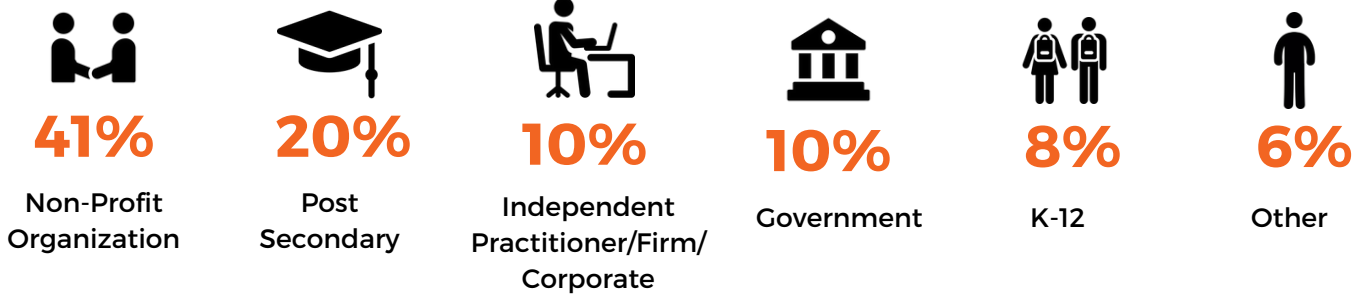 41%
Non-Profit
Organization
20%
Post
Secondary
10%
Independent
Practitioner/Firm/
Corporate
10%
Government
8%
K-12
6%
Other